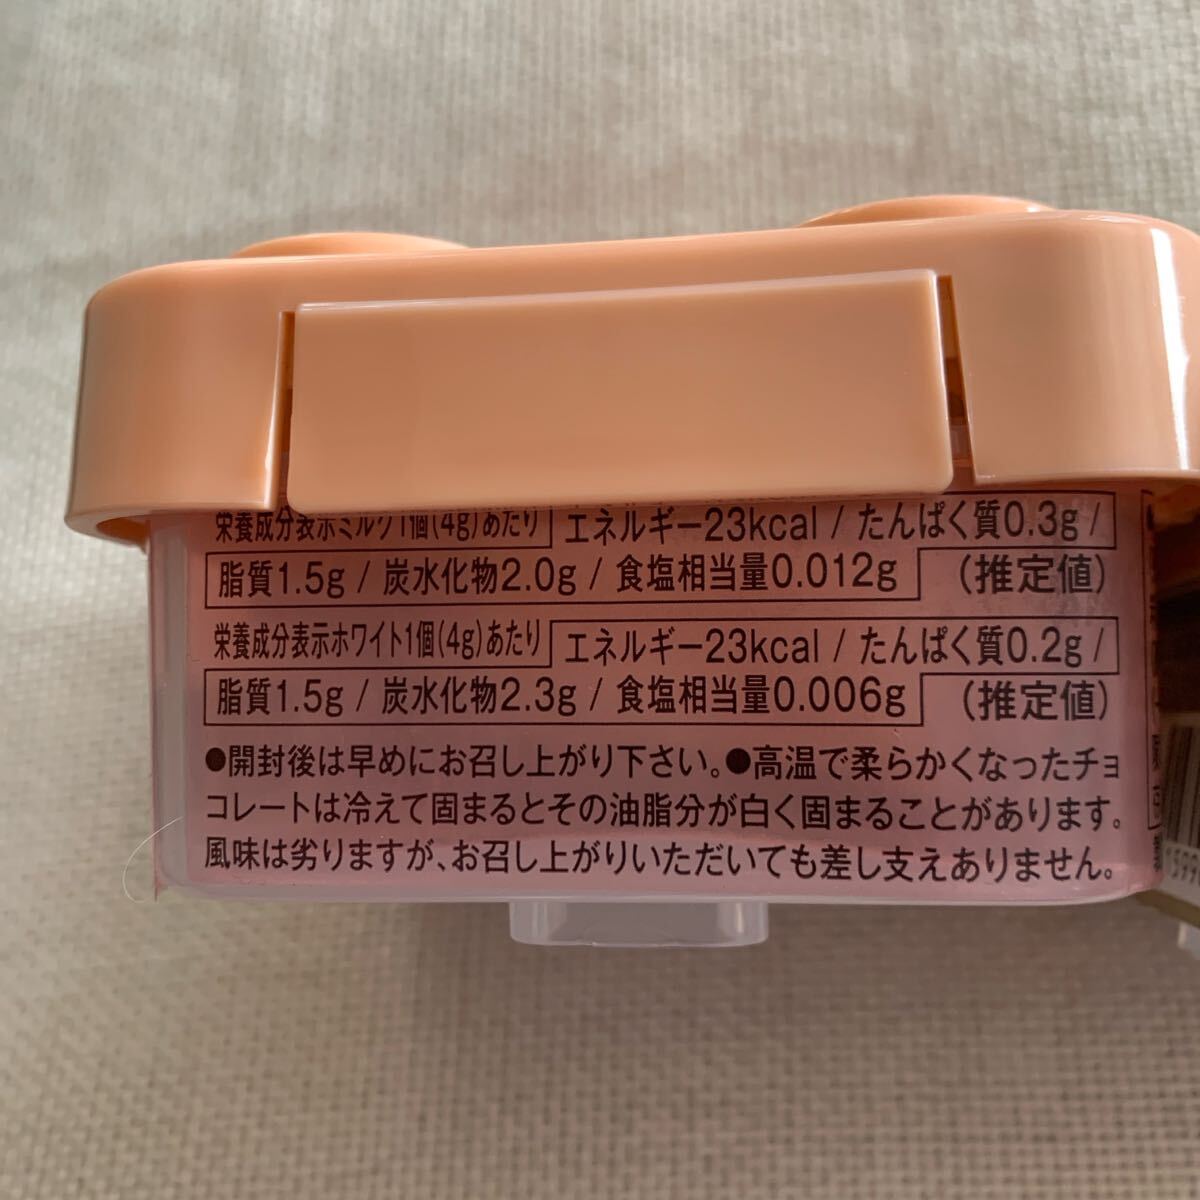 栄養成分表示ミルク1個(4g)あたり エネルギー23kcal / たんぱく質0.3g /
脂質1.5g / 炭水化物2.0g / 食塩相当量0.012g (推定値)
栄養成分表示ホワイト1個(4g)あたり エネルギー23kcal / たんぱく質0.2g /
脂質1.5g / 炭水化物2.3g / 食塩相当量0.006g (推定値)
●開封後は早めにお召し上がり下さい。●高温で柔らかくなったチョ
コレートは冷えて固まるとその油脂分が白く固まることがあります。
風味は劣りますが、お召し上がりいただいても差し支えありません。